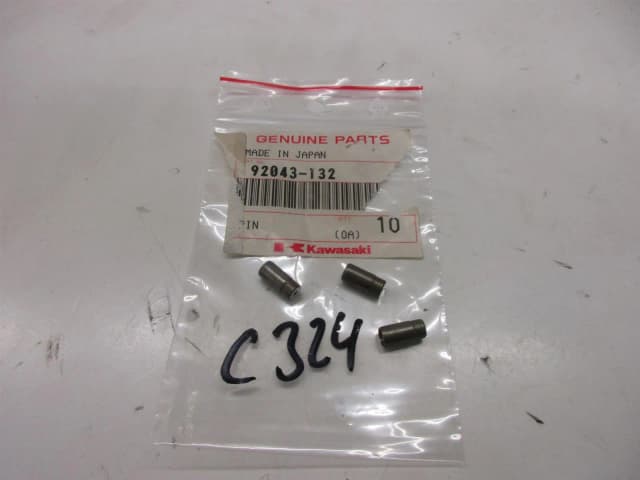 GENUINE PARTS
MADE IN JAPAN
92043-132
PIN
10
(0A)
Kawasaki
C324